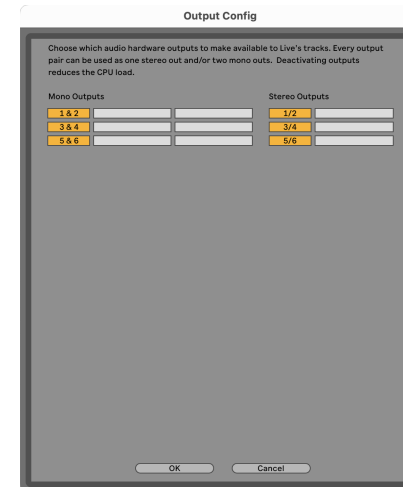 Output Config
Choose which audio hardware outputs to make available to Live's tracks. Every output
pair can be used as one stereo out and/or two mono outs. Deactivating outputs
reduces the CPU load.
Mono Outputs Stereo Outputs
1 & 2 1/2
3 & 4 3/4
5 & 6 5/6
OK Cancel